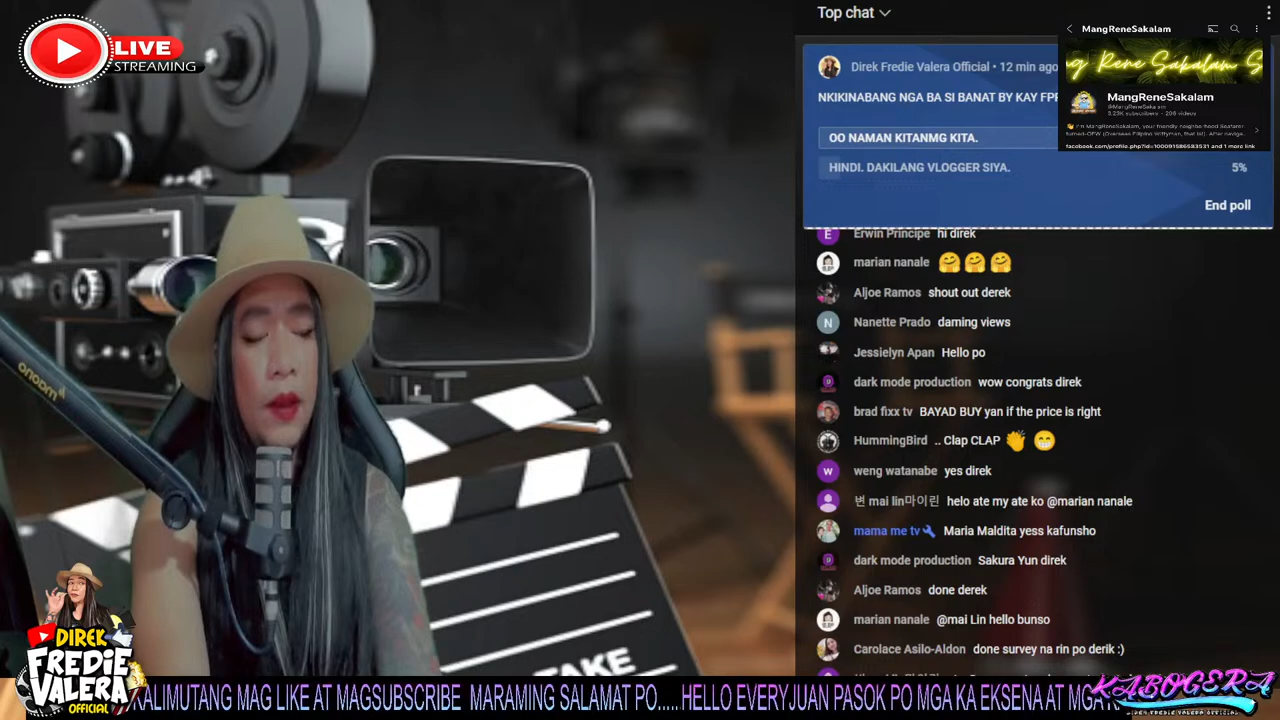 LIVE
STREAMING
Top chat
MangReneSakalam
ng Rene Sakalam S
MangReneSakalam
Direk Fredie Valera Official • 12 min ago
NKIKINABANG NGA BA SI BANAT BY KAY FPR
OO NAMAN KITANMG KITA.
HINDI. DAKILANG VLOGGER SIYA.
5%
End poll
Erwin Principe hi direk
marian nanale 🤗🤗🤗
Aljoe Ramos shout out derek
N
Nanette Prado daming views
Jessielyn Apan Hello po
dark mode production wow congrats direk
brad fixx tv BAYAD BUY yan if the price is right
HummingBird .. Clap CLAP 👏 😁
w
weng watanabe yes direk
변 mai lin마이린 helo ate my ate ko @marian nanale
mama me tv Maria Maldita yess kafunsho
dark mode production Sakura Yun direk
Aljoe Ramos done derek
marian nanale @mai Lin hello bunso
Carolace Asilo-Aldon done survey na rin po derik :)
maono
TAKE
DIREK
FREDIE
VALERA
OFFICIAL
KALIMUTANG MAG LIKE AT MAGSUBSCRIBE MARAMING SALAMAT PO.....HELLO EVERYJUAN PASOK PO MGA KA EKSENA AT MGA K
KABOGERA